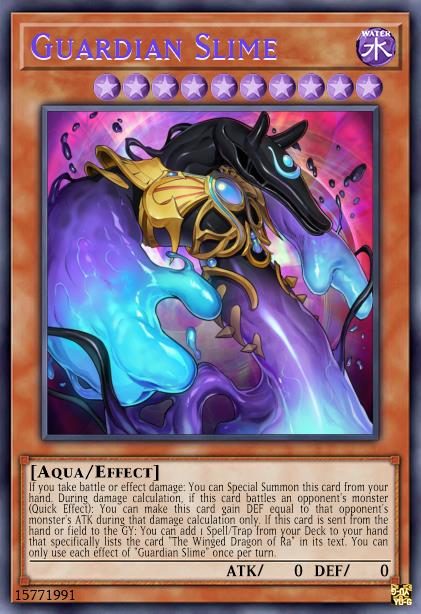 GUARDIAN SLIME
WATER
水
[AQUA/EFFECT]
If you take battle or effect damage: You can Special Summon this card from your
hand. During damage calculation, if this card battles an opponent's monster
(Quick Effect): You can make this card gain DEF equal to that opponent's
monster's ATK during that damage calculation only. If this card is sent from the
hand or field to the GY: You can add 1 Spell/Trap from your Deck to your hand
that specifically lists the card "The Winged Dragon of Ra" in its text. You can
only use each effect of "Guardian Slime" once per turn.
ATK/ 0 DEF/ 0
15771991